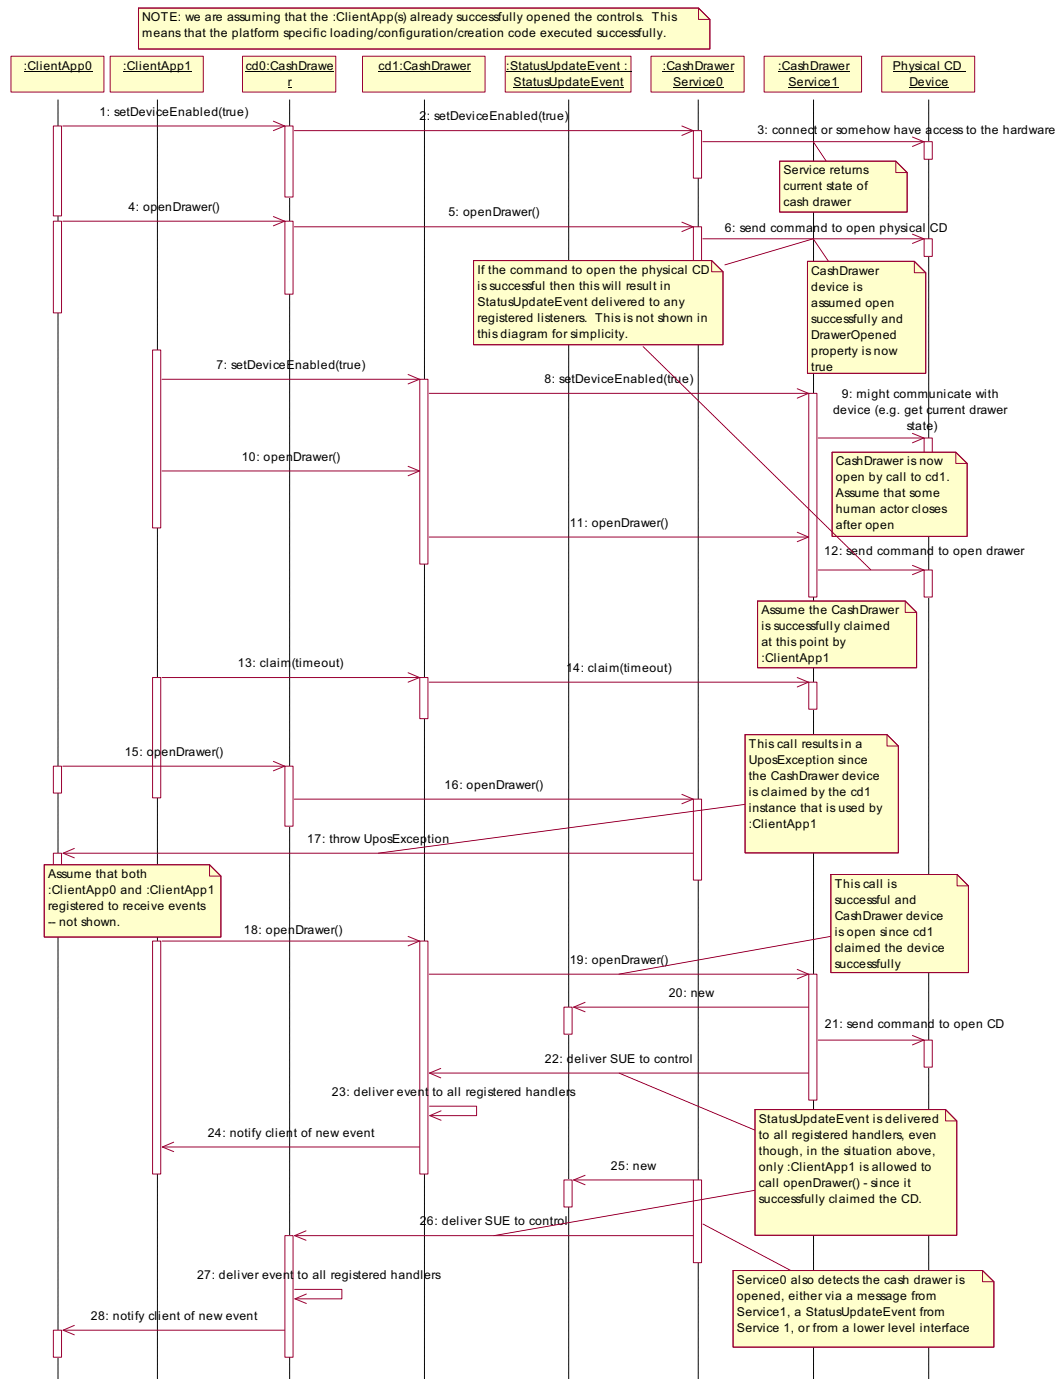 NOTE: we are assuming that the :ClientApp(s) already successfully opened the controls. This
means that the platform specific loading/configuration/creation code executed successfully.
:ClientApp0
:ClientApp1
cd0:CashDrawe
r
cd1:CashDrawer
:StatusUpdateEvent :
StatusUpdateEvent
:CashDrawer
Service0
:CashDrawer
Service1
Physical CD
Device
1: setDeviceEnabled(true)
2: setDeviceEnabled(true)
3: connect or somehow have access to the hardware
Service returns
current state of
cash drawer
4: openDrawer()
5: openDrawer()
6: send command to open physical CD
If the command to open the physical CD
is successful then this will result in
StatusUpdateEvent delivered to any
registered listeners. This is not shown in
this diagram for simplicity.
CashDrawer
device is
assumed open
successfully and
DrawerOpened
property is now
true
7: setDeviceEnabled(true)
8: setDeviceEnabled(true)
9: might communicate with
device (e.g. get current drawer
state)
10: openDrawer()
CashDrawer is now
open by call to cd1.
Assume that some
human actor closes
after open
11: openDrawer()
12: send command to open drawer
Assume the CashDrawer
is successfully claimed
at this point by
:ClientApp1
13: claim(timeout)
14: claim(timeout)
15: openDrawer()
This call results in a
UposException since
the CashDrawer device
is claimed by the cd1
instance that is used by
:ClientApp1
16: openDrawer()
17: throw UposException
Assume that both
:ClientApp0 and :ClientApp1
registered to receive events
-- not shown.
This call is
successful and
CashDrawer device
is open since cd1
claimed the device
successfully
18: openDrawer()
19: openDrawer()
20: new
21: send command to open CD
22: deliver SUE to control
23: deliver event to all registered handlers
24: notify client of new event
StatusUpdateEvent is delivered
to all registered handlers, even
though, in the situation above,
only :ClientApp1 is allowed to
call openDrawer() - since it
successfully claimed the CD.
25: new
26: deliver SUE to control
27: deliver event to all registered handlers
Service0 also detects the cash drawer is
opened, either via a message from
Service1, a StatusUpdateEvent from
Service 1, or from a lower level interface
28: notify client of new event